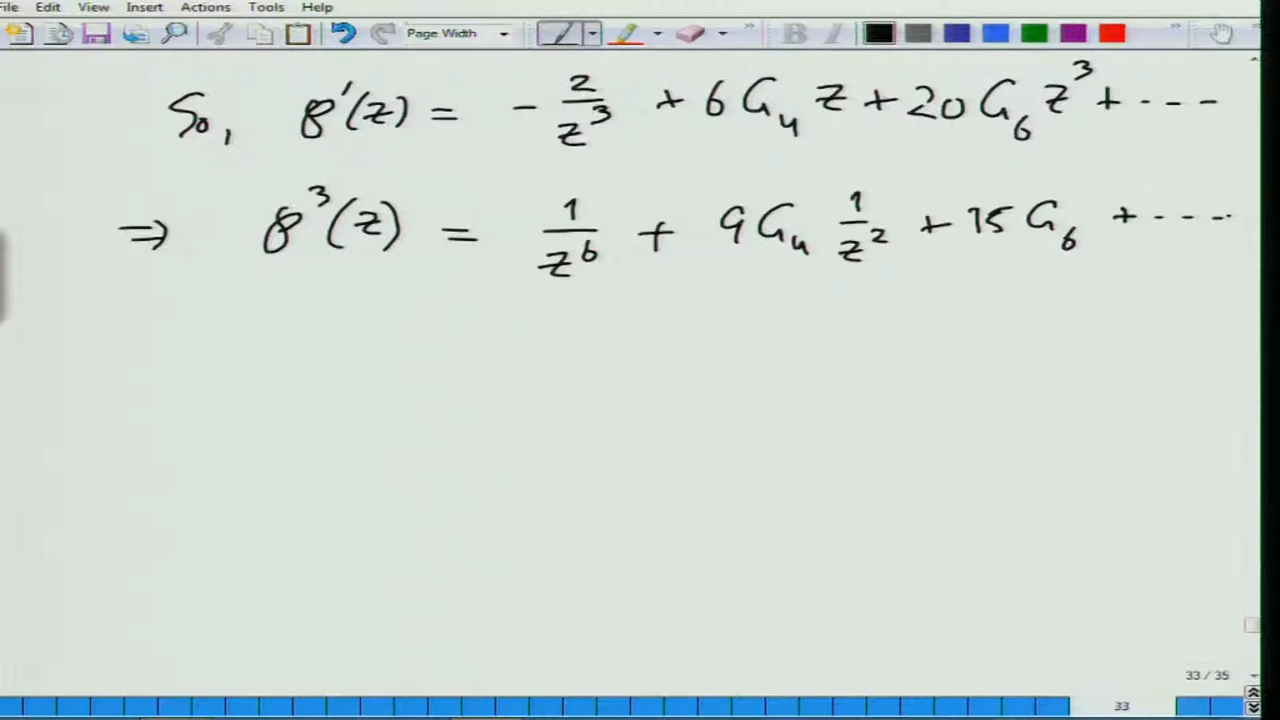 File Edit View Insert Actions Tools Help
Page Width
So, ℘'(z) = - 2/z³ + 6 G₄ z + 20 G₆ z³ + ----
⇒ ℘³(z) = 1/z⁶ + 9 G₄ 1/z² + 15 G₆ + ----
33 / 35
33